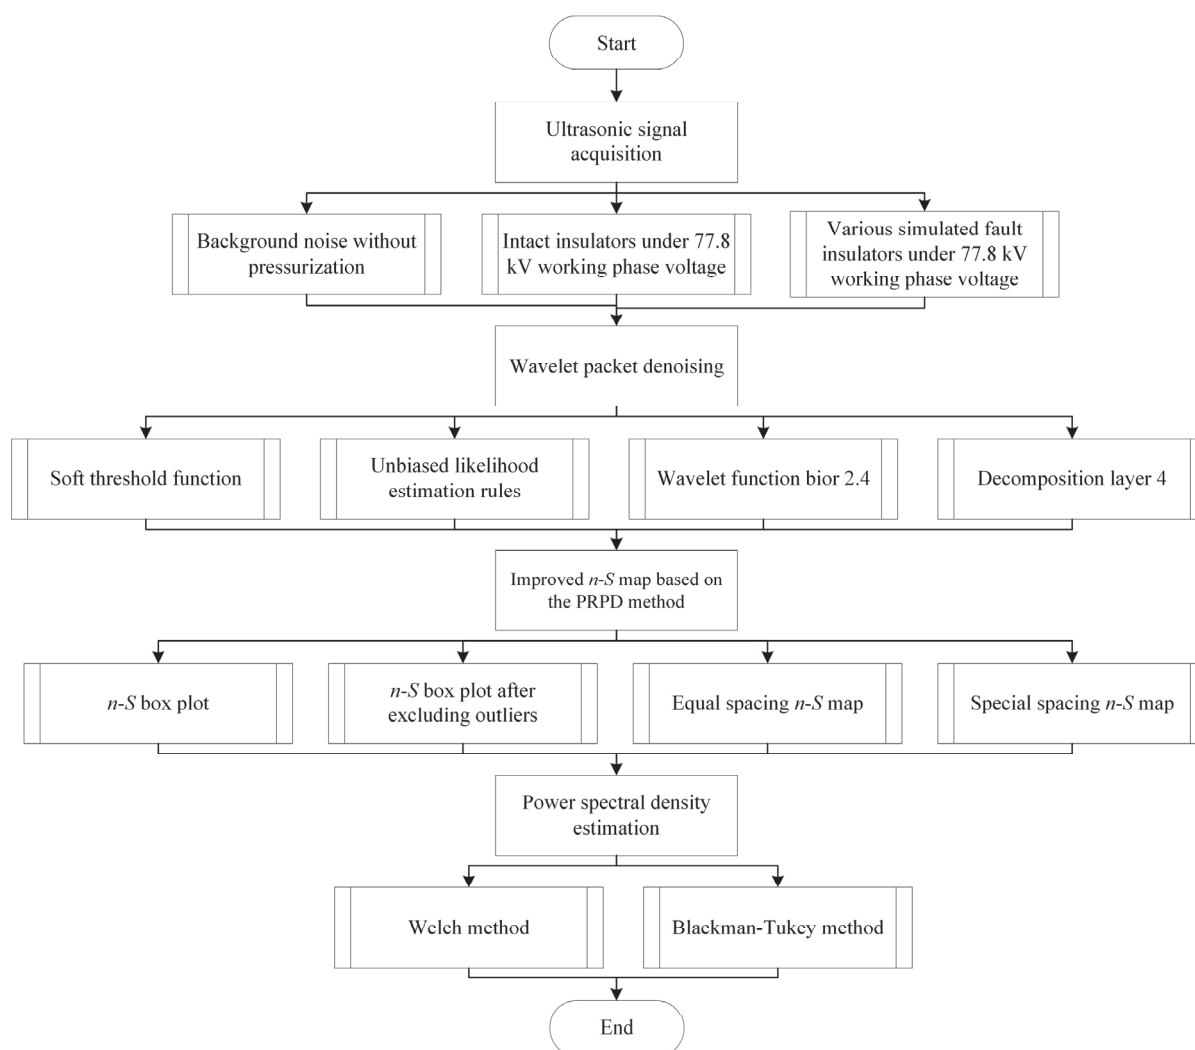 Start
Ultrasonic signal
acquisition
Background noise without
pressurization
Intact insulators under 77.8
kV working phase voltage
Various simulated fault
insulators under 77.8 kV
working phase voltage
Wavelet packet denoising
Soft threshold function
Unbiased likelihood
estimation rules
Wavelet function bior 2.4
Decomposition layer 4
Improved n-S map based on
the PRPD method
n-S box plot
n-S box plot after
excluding outliers
Equal spacing n-S map
Special spacing n-S map
Power spectral density
estimation
Welch method
Blackman-Tukey method
End